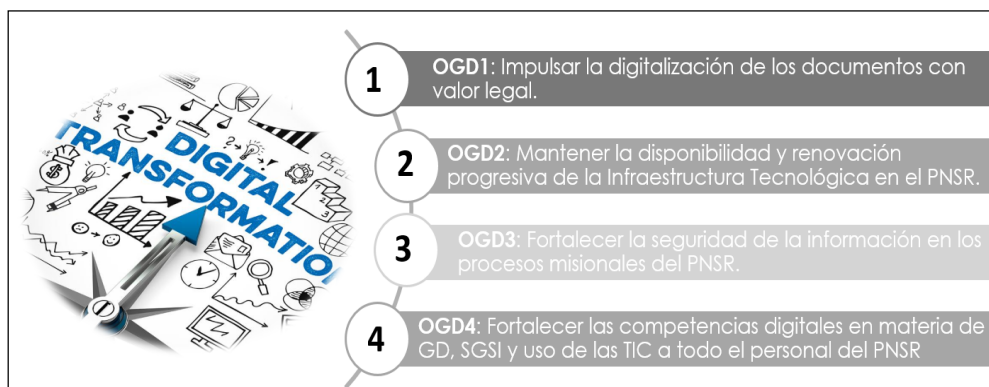 DIGITAL
TRANSFORMATIO
1
OGD1: Impulsar la digitalización de los documentos con
valor legal.
2
OGD2: Mantener la disponibilidad y renovación
progresiva de la Infraestructura Tecnológica en el PNSR.
3
OGD3: Fortalecer la seguridad de la información en los
procesos misionales del PNSR.
4
OGD4: Fortalecer las competencias digitales en materia de
GD, SGSI y uso de las TIC a todo el personal del PNSR